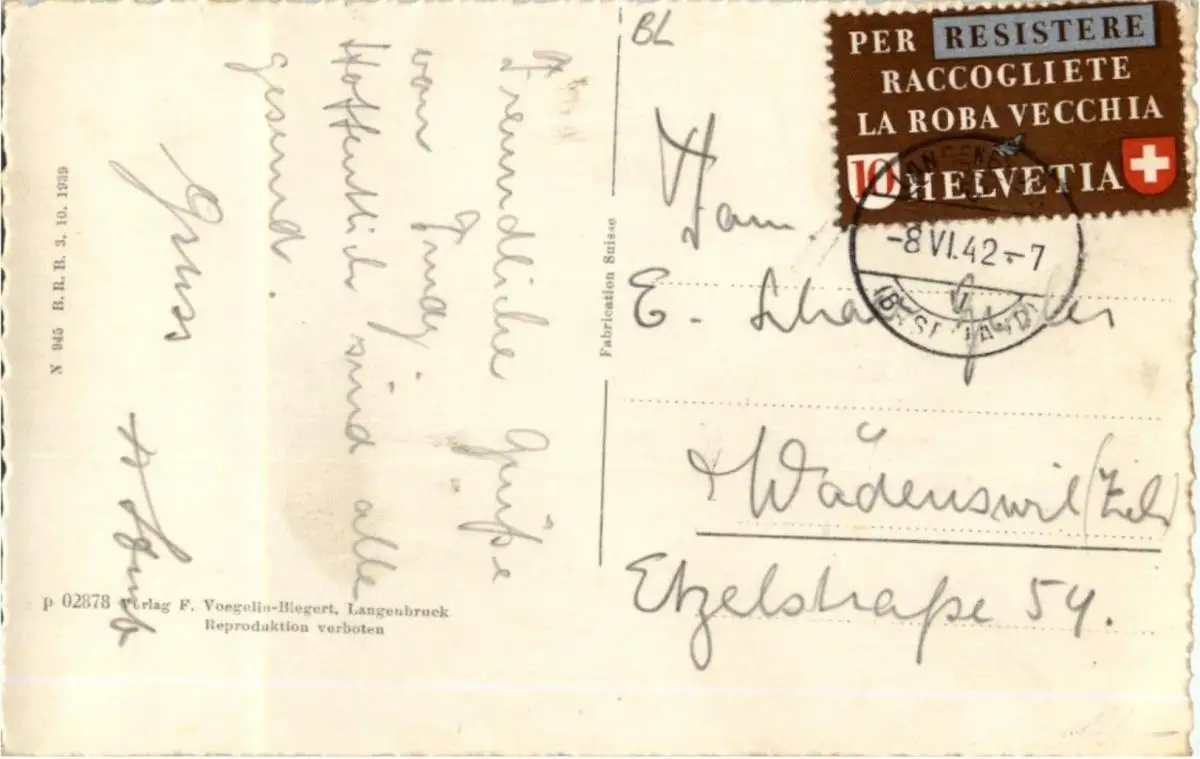 BL
PER RESISTERE
RACCOGLIETE
LA ROBA VECCHIA
10 HELVETIA
-8 VI. 42.-7
Fam.
E.
Wädenswil (Zch)
Etzelstraße 54.
Fabrication Suisse
Freundliche Grüße
von
Hoffentlich sind alle
gesund.
Gruss
N 945 B. R. B. 3. 10. 1939
p 02878 Verlag F. Voegelin-Biegert, Langenbruck
Reproduktion verboten